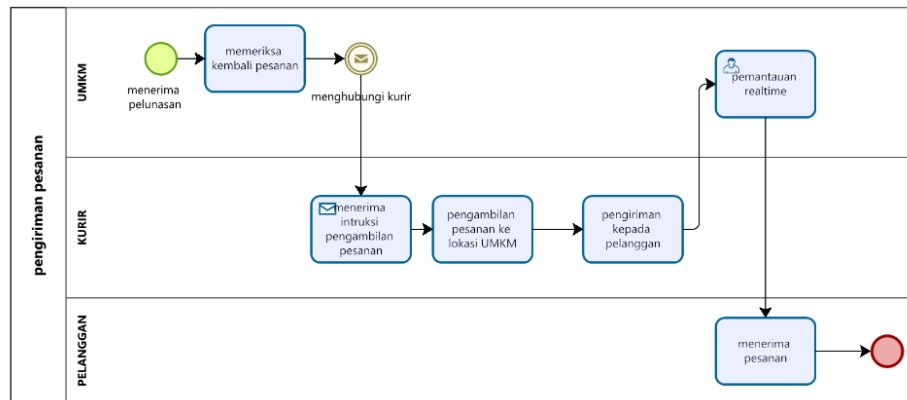 pengiriman pesanan
UMKM
menerima
pelunasan
memeriksa
kembali pesanan
menghubungi kurir
pemantauan
realtime
KURIR
menerima
intruksi
pengambilan
pesanan
pengambilan
pesanan ke
lokasi UMKM
pengiriman
kepada
pelanggan
PELANGGAN
menerima
pesanan